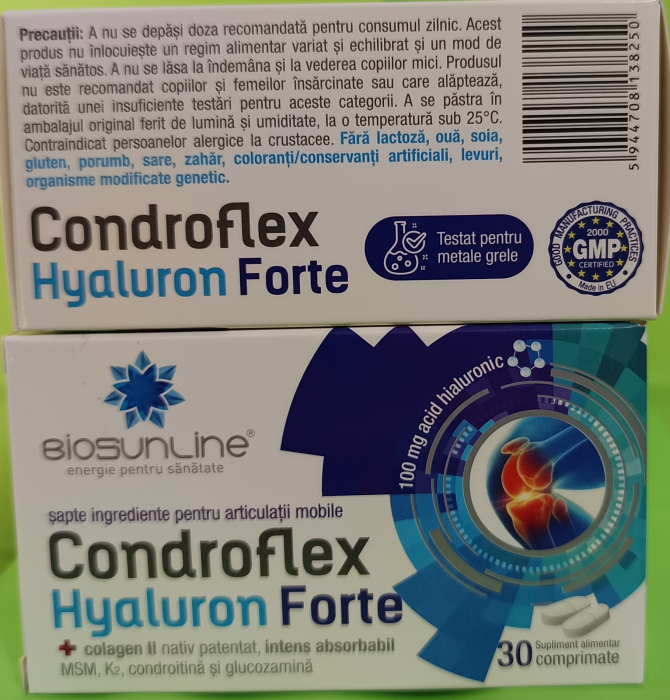 Precauții: A nu se depăși doza recomandată pentru consumul zilnic. Acest
produs nu înlocuiește un regim alimentar variat și echilibrat și un mod de
viață sănătos. A nu se lăsa la îndemâna și la vederea copiilor mici. Produsul
nu este recomandat copiilor și femeilor însărcinate sau care alăptează,
datorită unei insuficiente testări pentru aceste categorii. A se păstra în
ambalajul original ferit de lumină și umiditate, la o temperatură sub 25°C.
Contraindicat persoanelor alergice la crustacee. Fără lactoză, ouă, soia,
gluten, porumb, sare, zahăr, coloranți/conservanți artificiali, levuri,
organisme modificate genetic.
5 944708 138250
Condroflex
Hyaluron Forte
Testat pentru
metale grele
GOOD MANUFACTURING PRACTICES
2000
GMP
CERTIFIED
Made in EU
BIOSUNLINE®
energie pentru sănătate
100 mg acid hialuronic
șapte ingrediente pentru articulații mobile
Condroflex
Hyaluron Forte
+ colagen II nativ patentat, intens absorbabil
MSM, K2, condroitină și glucozamină
30 Supliment alimentar
comprimate